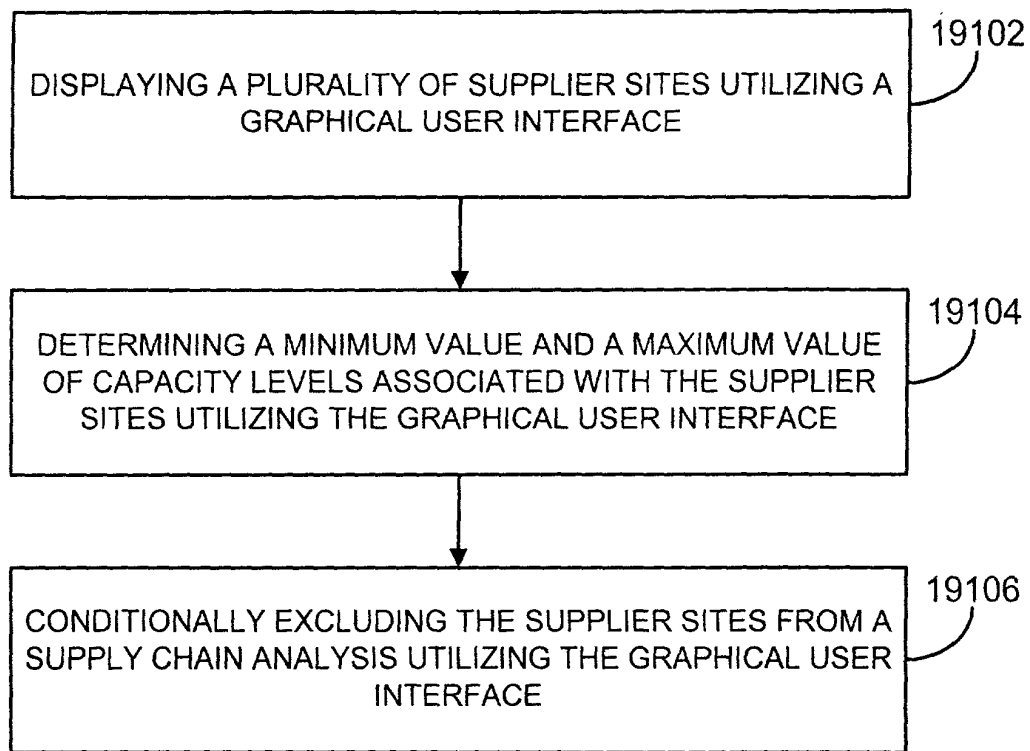 19102
DISPLAYING A PLURALITY OF SUPPLIER SITES UTILIZING A
GRAPHICAL USER INTERFACE
19104
DETERMINING A MINIMUM VALUE AND A MAXIMUM VALUE
OF CAPACITY LEVELS ASSOCIATED WITH THE SUPPLIER
SITES UTILIZING THE GRAPHICAL USER INTERFACE
19106
CONDITIONALLY EXCLUDING THE SUPPLIER SITES FROM A
SUPPLY CHAIN ANALYSIS UTILIZING THE GRAPHICAL USER
INTERFACE